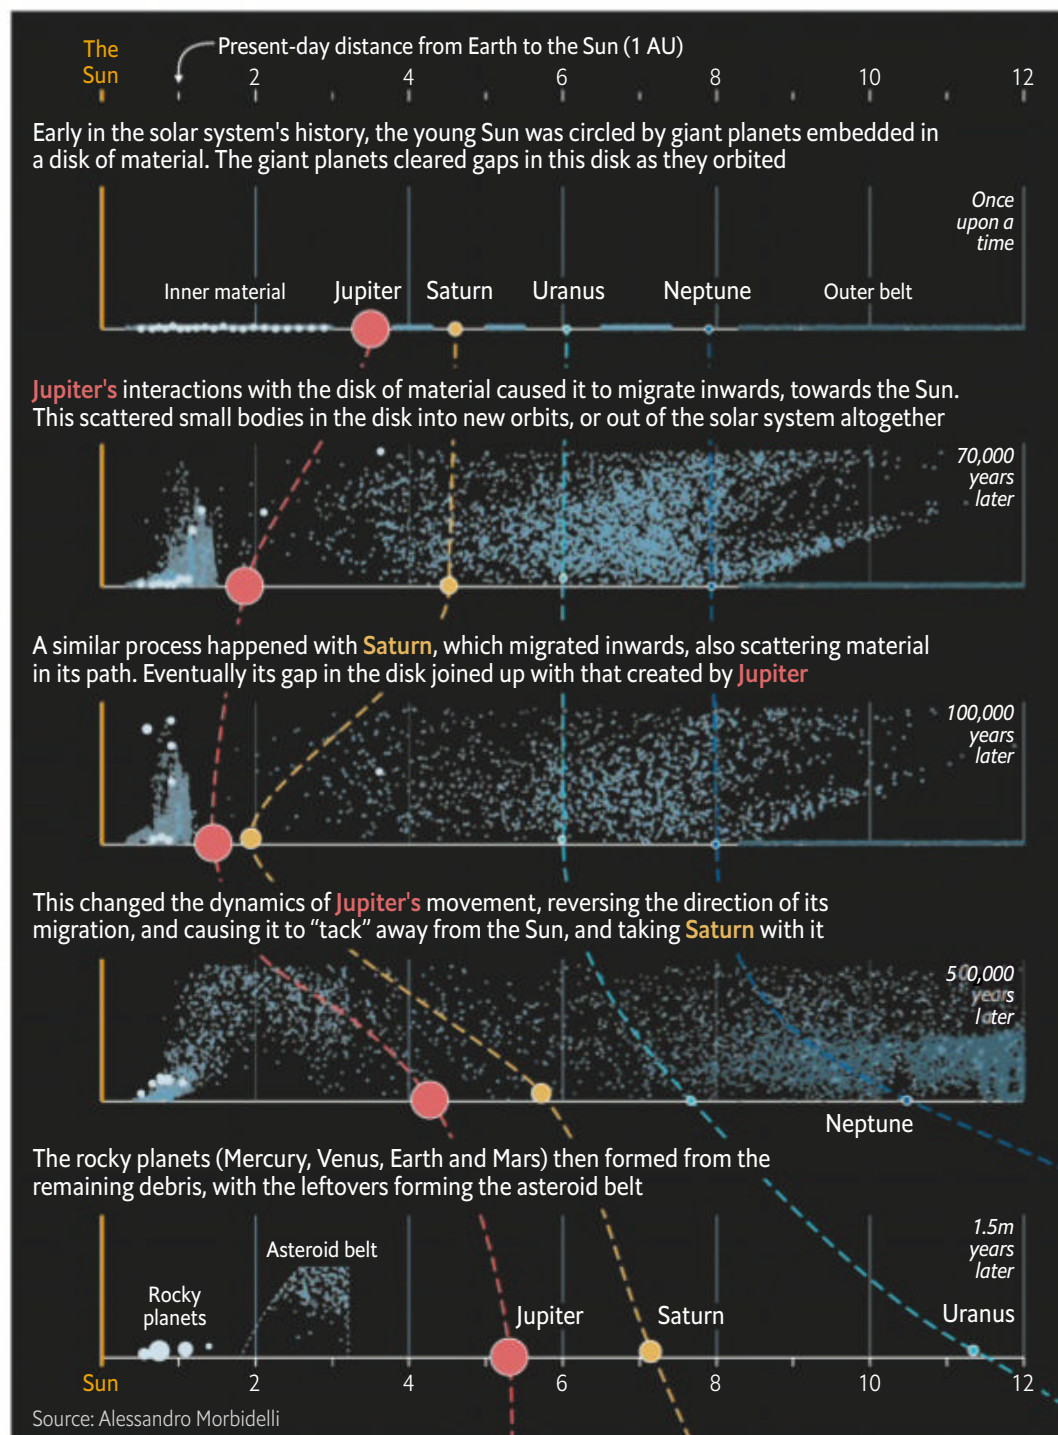 The
Sun
Present-day distance from Earth to the Sun (1 AU)
2 4 6 8 10 12
Early in the solar system's history, the young Sun was circled by giant planets embedded in
a disk of material. The giant planets cleared gaps in this disk as they orbited
Once
upon a
time
Inner material Jupiter Saturn Uranus Neptune Outer belt
Jupiter's interactions with the disk of material caused it to migrate inwards, towards the Sun.
This scattered small bodies in the disk into new orbits, or out of the solar system altogether
70,000
years
later
A similar process happened with Saturn, which migrated inwards, also scattering material
in its path. Eventually its gap in the disk joined up with that created by Jupiter
100,000
years
later
This changed the dynamics of Jupiter's movement, reversing the direction of its
migration, and causing it to “tack” away from the Sun, and taking Saturn with it
500,000
years
later
Neptune
The rocky planets (Mercury, Venus, Earth and Mars) then formed from the
remaining debris, with the leftovers forming the asteroid belt
1.5m
years
later
Asteroid belt
Rocky
planets
Jupiter Saturn Uranus
Sun 2 4 6 8 10 12
Source: Alessandro Morbidelli